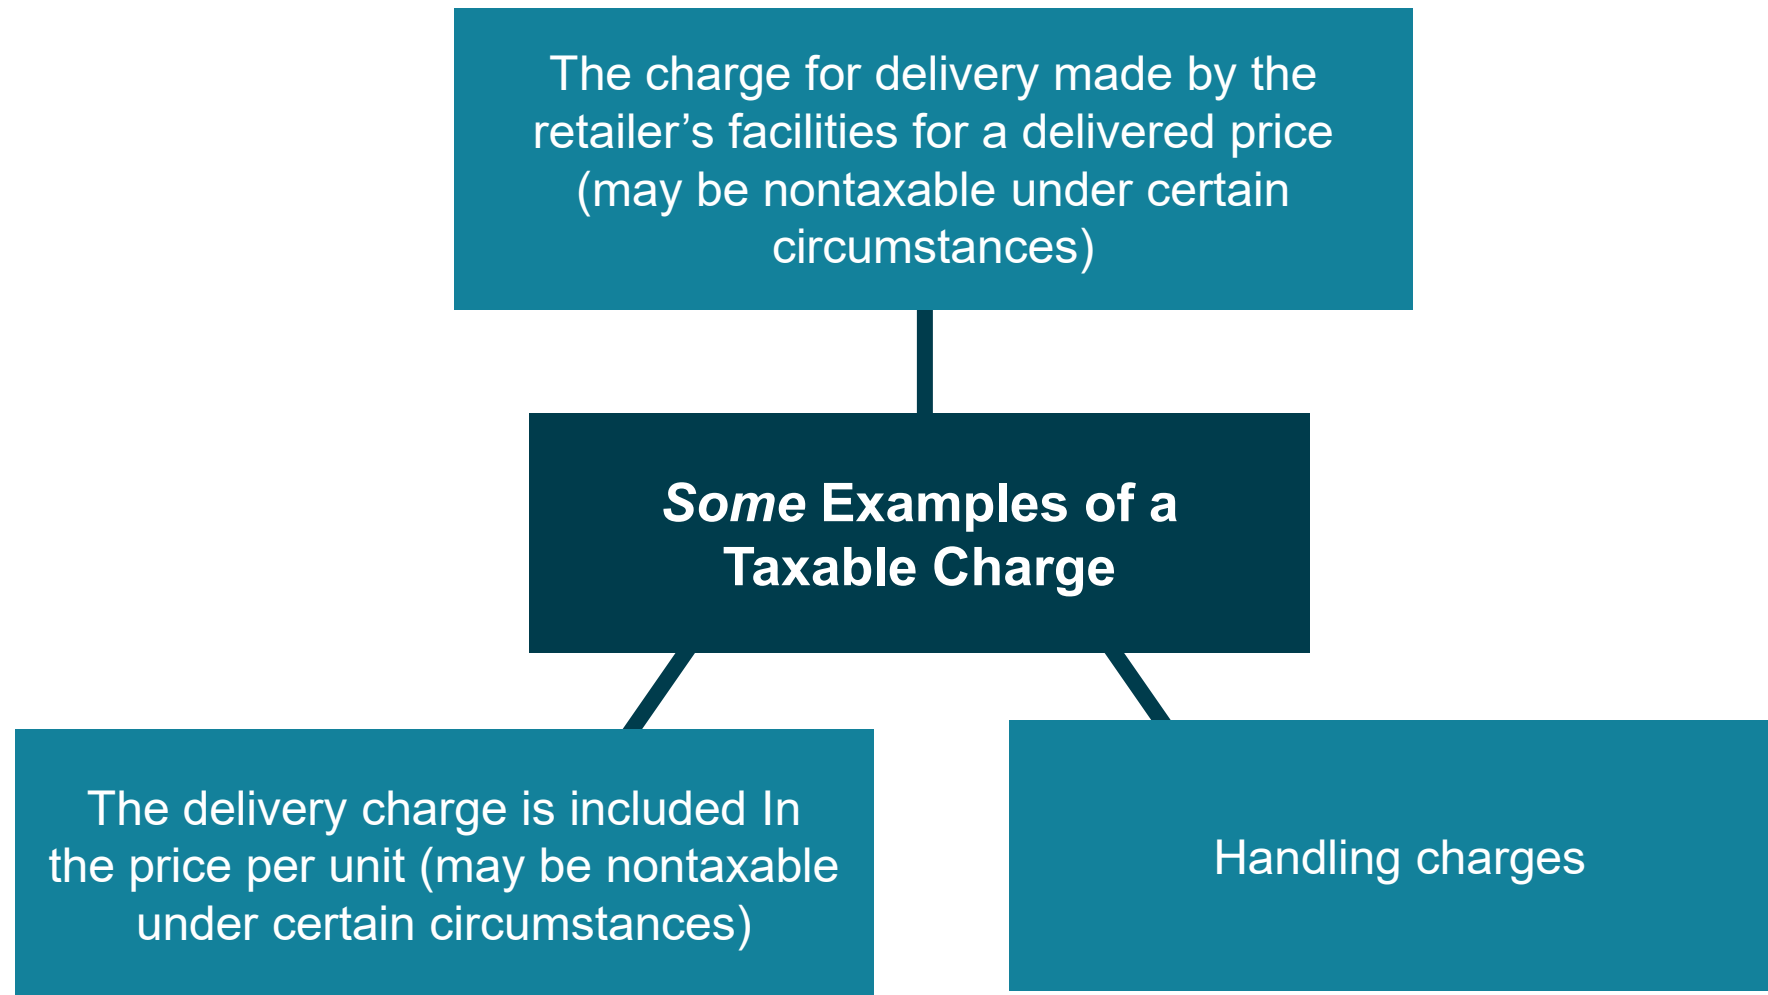 The charge for delivery made by the
retailer’s facilities for a delivered price
(may be nontaxable under certain
circumstances)
Some Examples of a
Taxable Charge
The delivery charge is included In
the price per unit (may be nontaxable
under certain circumstances)
Handling charges